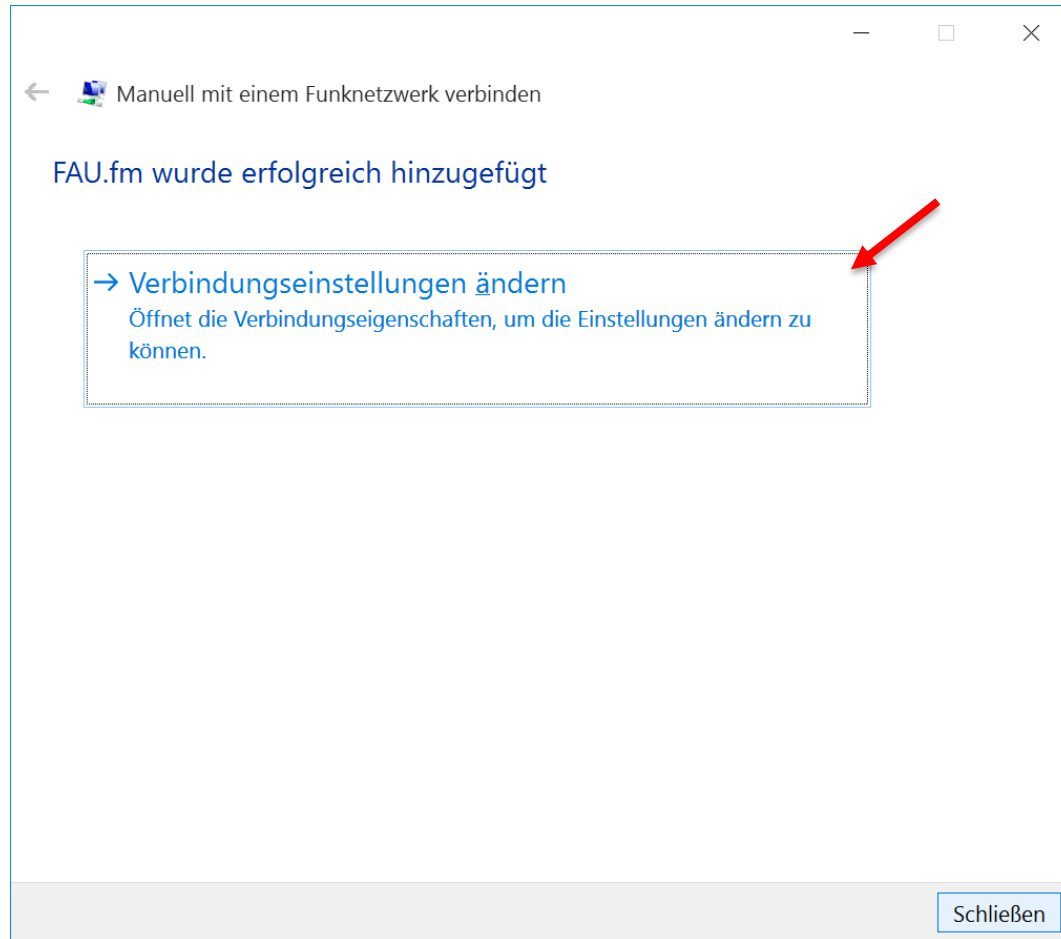 Manuell mit einem Funknetzwerk verbinden
FAU.fm wurde erfolgreich hinzugefügt
Verbindungseinstellungen ändern
Öffnet die Verbindungseigenschaften, um die Einstellungen ändern zu
können.
Schließen